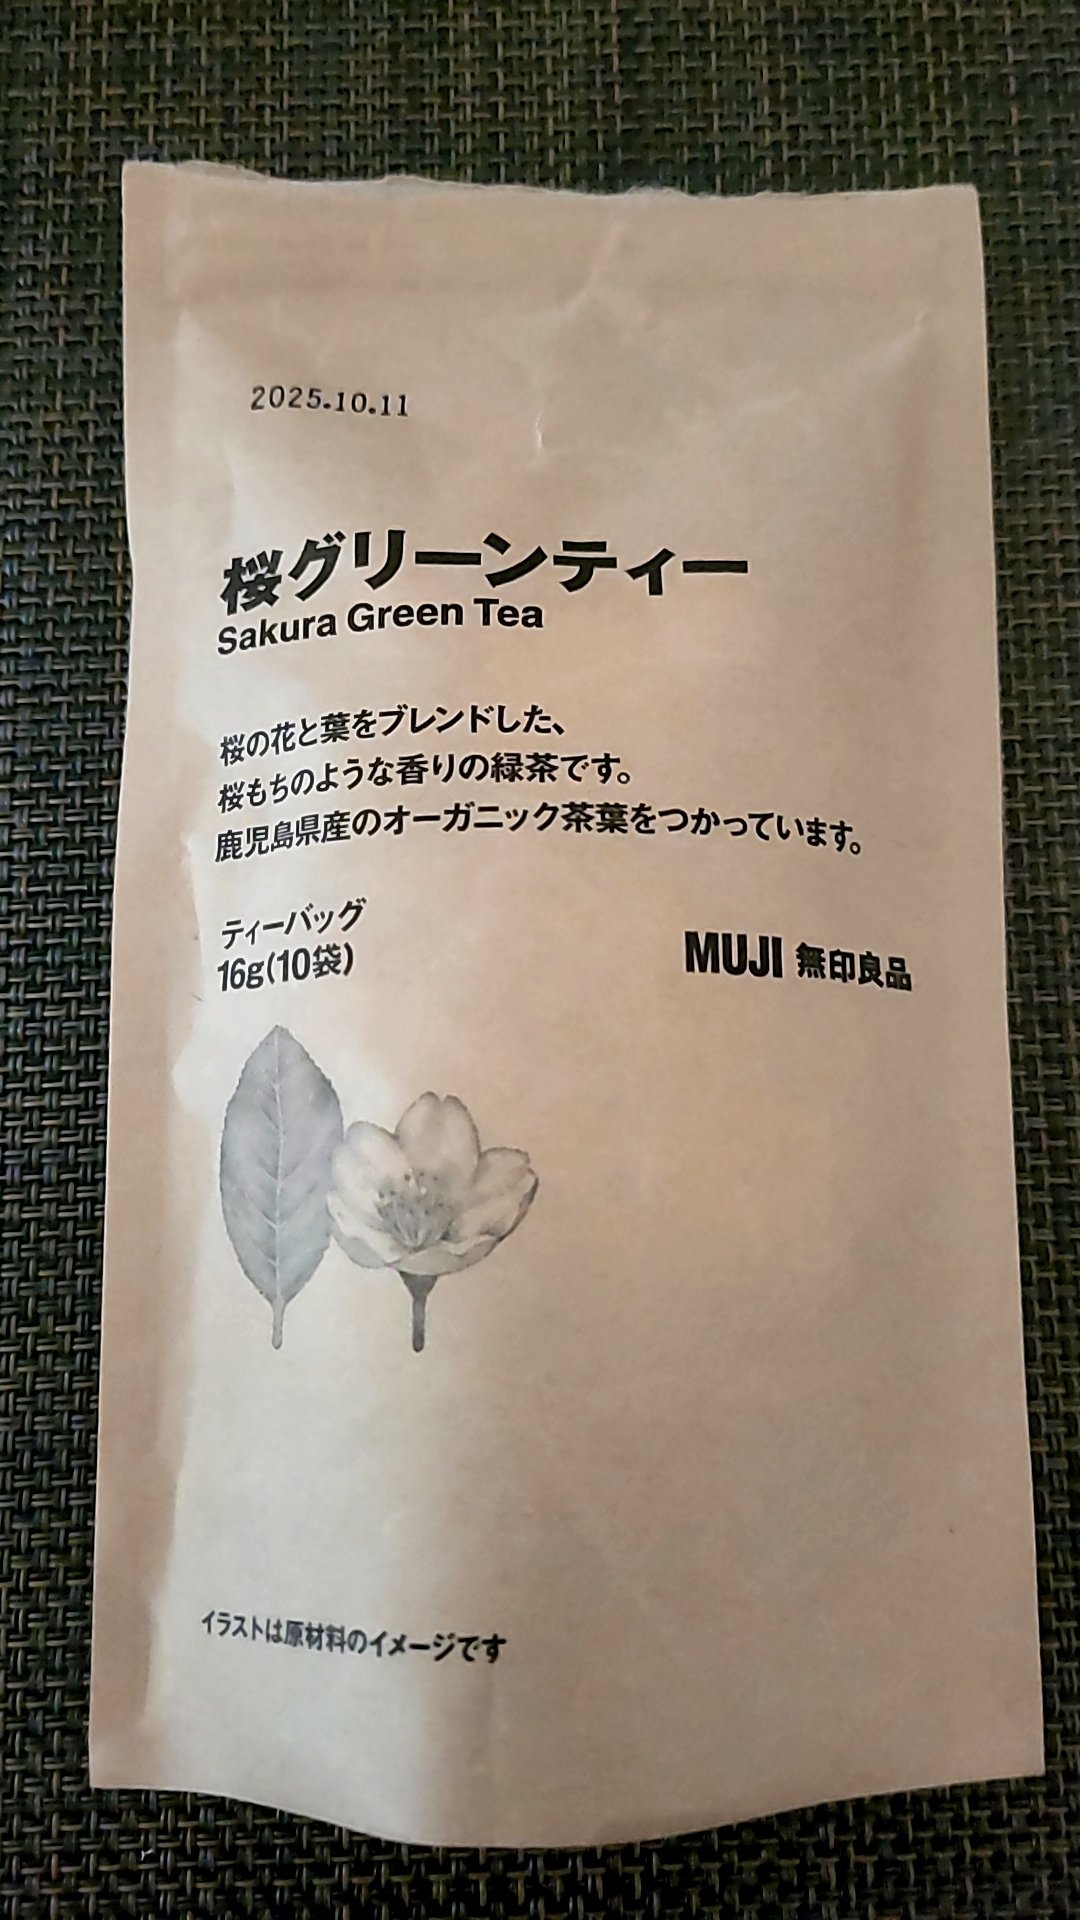 2025.10.11
桜グリーンティー
Sakura Green Tea
桜の花と葉をブレンドした、
桜もちのような香りの緑茶です。
鹿児島県産のオーガニック茶葉をつかっています。
ティーバッグ
16g(10袋)
MUJI 無印良品
イラストは原材料のイメージです